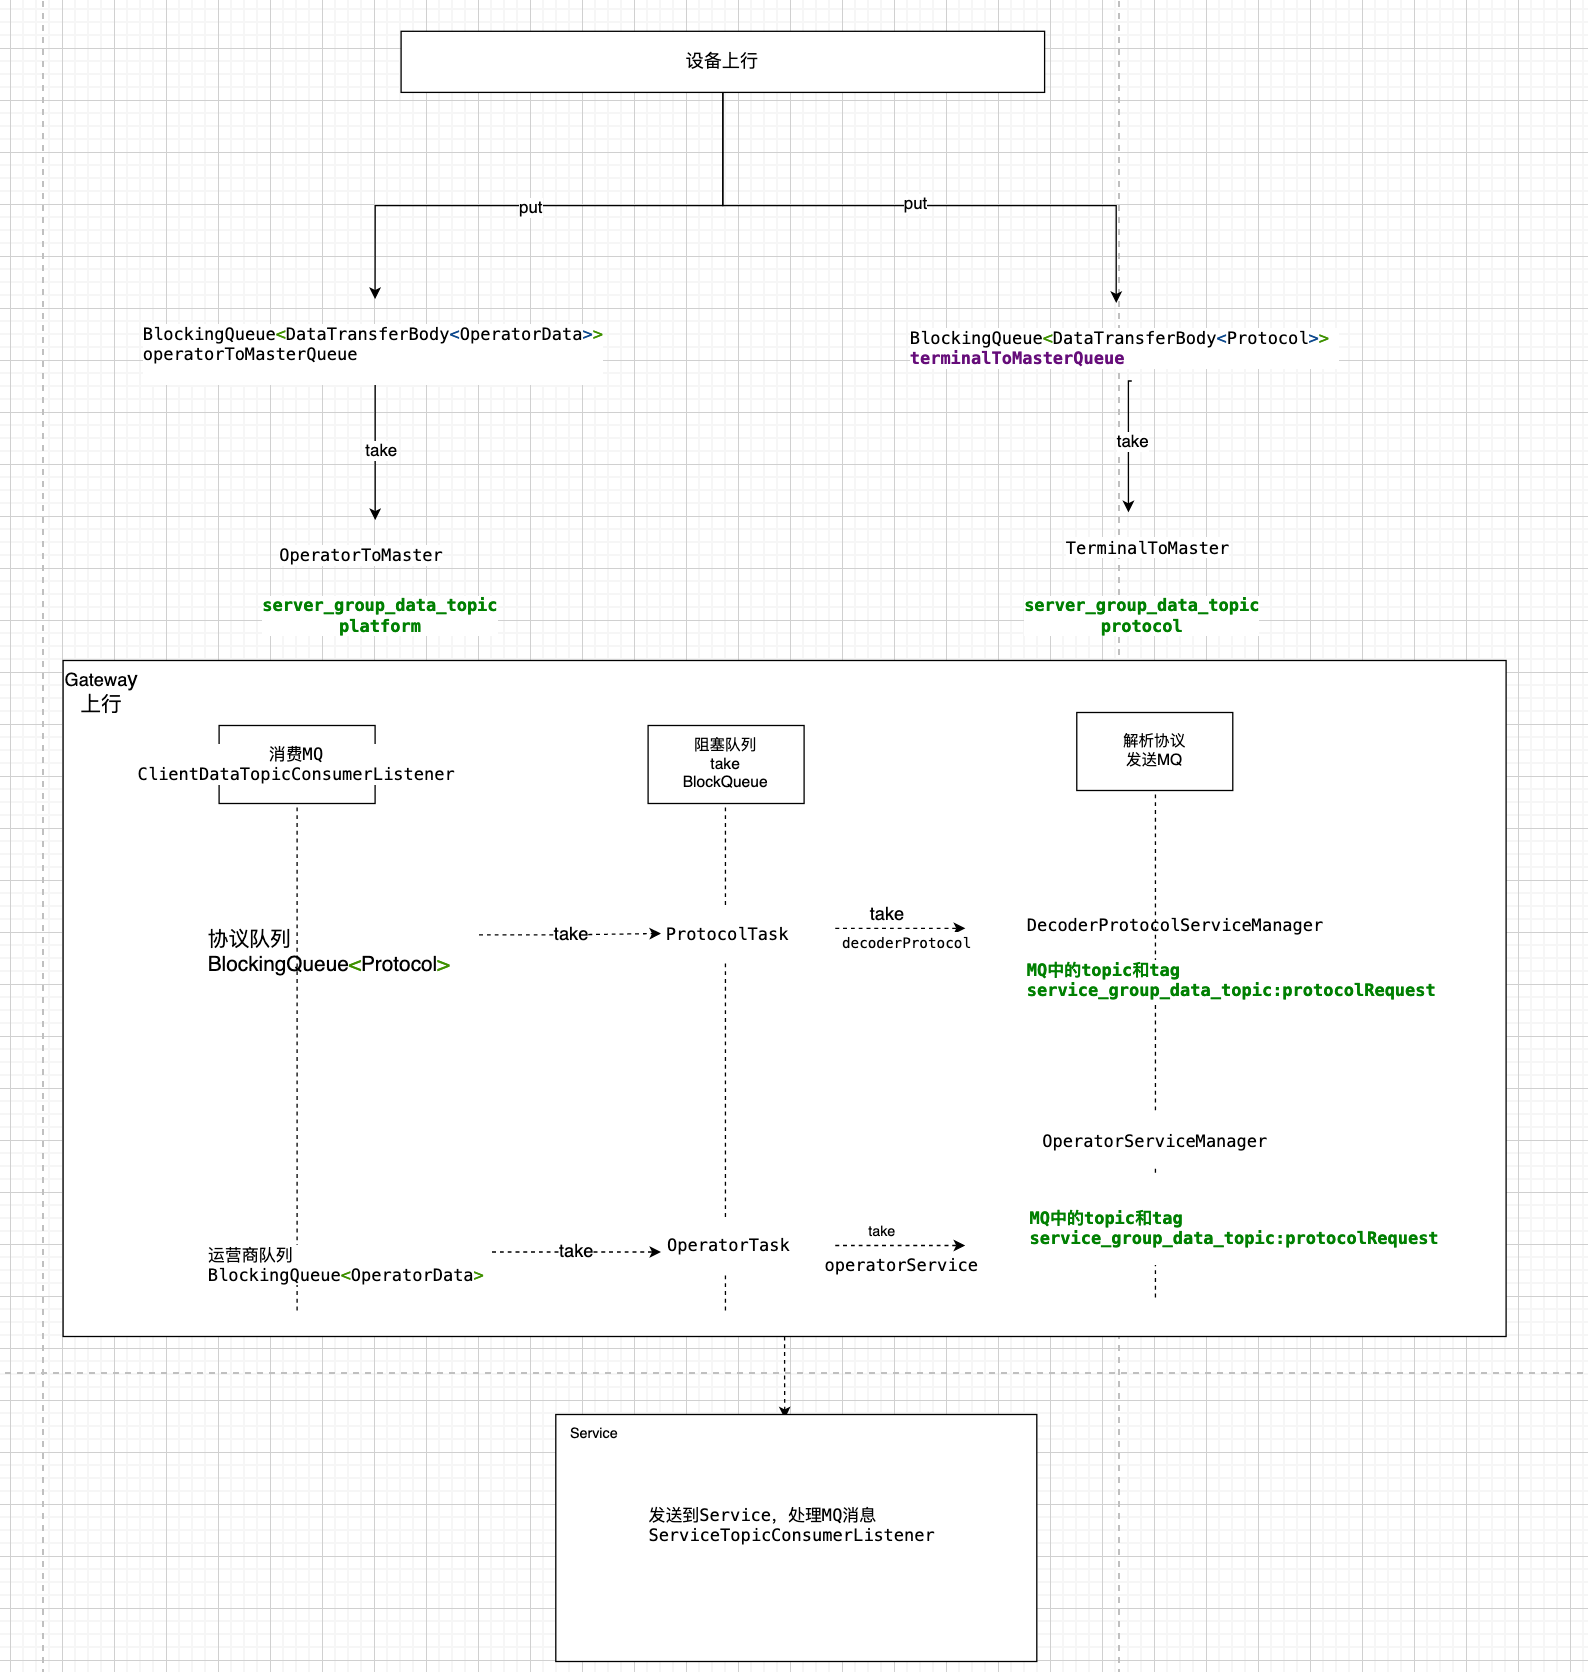 设备上行
put
put
BlockingQueue<DataTransferBody<OperatorData>>
operatorToMasterQueue
BlockingQueue<DataTransferBody<Protocol>>
terminalToMasterQueue
take
take
OperatorToMaster
TerminalToMaster
server_group_data_topic
platform
server_group_data_topic
protocol
Gateway
上行
消费MQ
ClientDataTopicConsumerListener
阻塞队列
take
BlockQueue
解析协议
发送MQ
协议队列
BlockingQueue<Protocol>
take
ProtocolTask
take
decoderProtocol
DecoderProtocolServiceManager
MQ中的topic和tag
service_group_data_topic:protocolRequest
OperatorServiceManager
MQ中的topic和tag
service_group_data_topic:protocolRequest
运营商队列
BlockingQueue<OperatorData>
take
OperatorTask
take
operatorService
Service
发送到Service，处理MQ消息
ServiceTopicConsumerListener